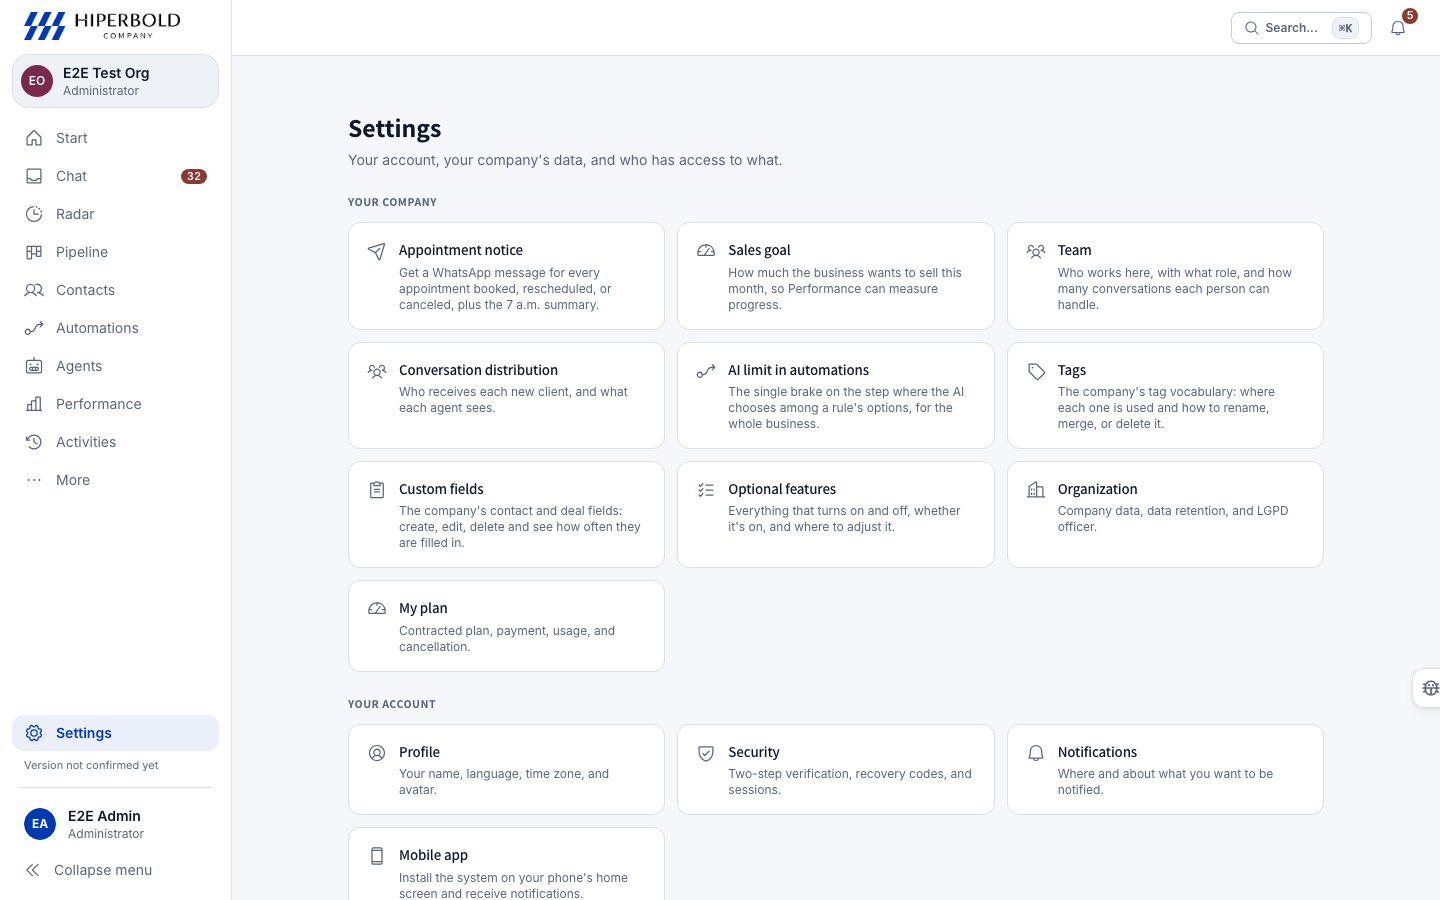 HIPERBOLD
COMPANY
EO
E2E Test Org
Administrator
Start
Chat
32
Radar
Pipeline
Contacts
Automations
Agents
Performance
Activities
More
Settings
Version not confirmed yet
EA
E2E Admin
Administrator
Collapse menu
Search...
⌘K
5
Settings
Your account, your company's data, and who has access to what.
YOUR COMPANY
Appointment notice
Get a WhatsApp message for every
appointment booked, rescheduled, or
canceled, plus the 7 a.m. summary.
Sales goal
How much the business wants to sell this
month, so Performance can measure
progress.
Team
Who works here, with what role, and how
many conversations each person can
handle.
Conversation distribution
Who receives each new client, and what
each agent sees.
AI limit in automations
The single brake on the step where the AI
chooses among a rule's options, for the
whole business.
Tags
The company's tag vocabulary: where
each one is used and how to rename,
merge, or delete it.
Custom fields
The company's contact and deal fields:
create, edit, delete and see how often they
are filled in.
Optional features
Everything that turns on and off, whether
it's on, and where to adjust it.
Organization
Company data, data retention, and LGPD
officer.
My plan
Contracted plan, payment, usage, and
cancellation.
YOUR ACCOUNT
Profile
Your name, language, time zone, and
avatar.
Security
Two-step verification, recovery codes, and
sessions.
Notifications
Where and about what you want to be
notified.
Mobile app
Install the system on your phone's home
screen and receive notifications.